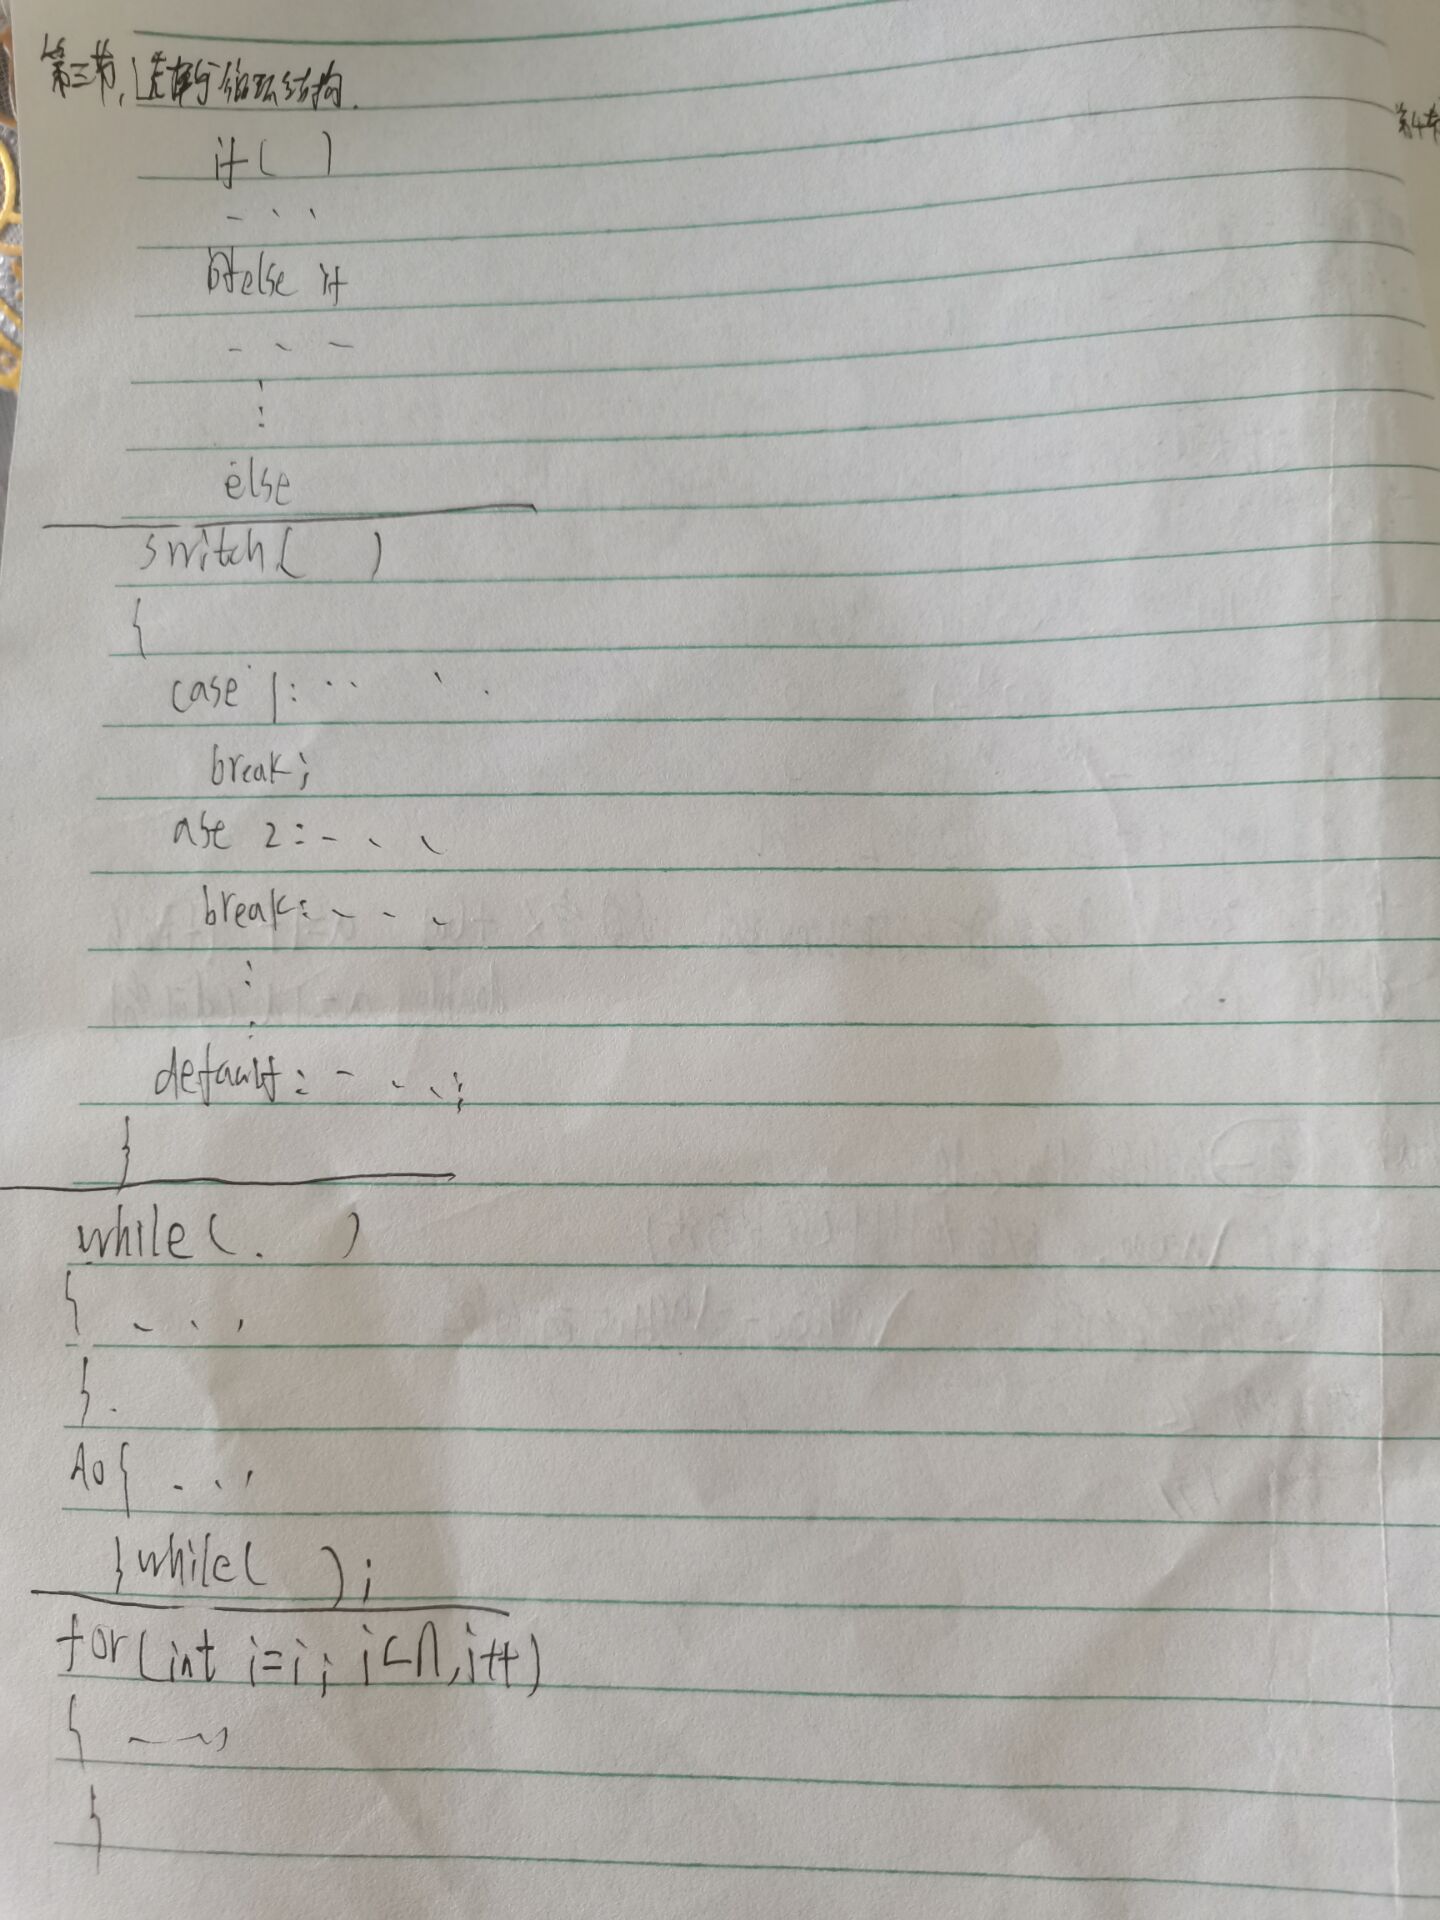 第三节,选择与循环结构.
第4节
if( )
...
else if
...
⋮
else
switch( )
{
case 1: ....
break;
ase 2: ...
break: ...
⋮
default: ...;
}
while(. )
{ ...
}.
do{ ...
}while( );
for(int i=i; i<n,i++)
{ ...
}